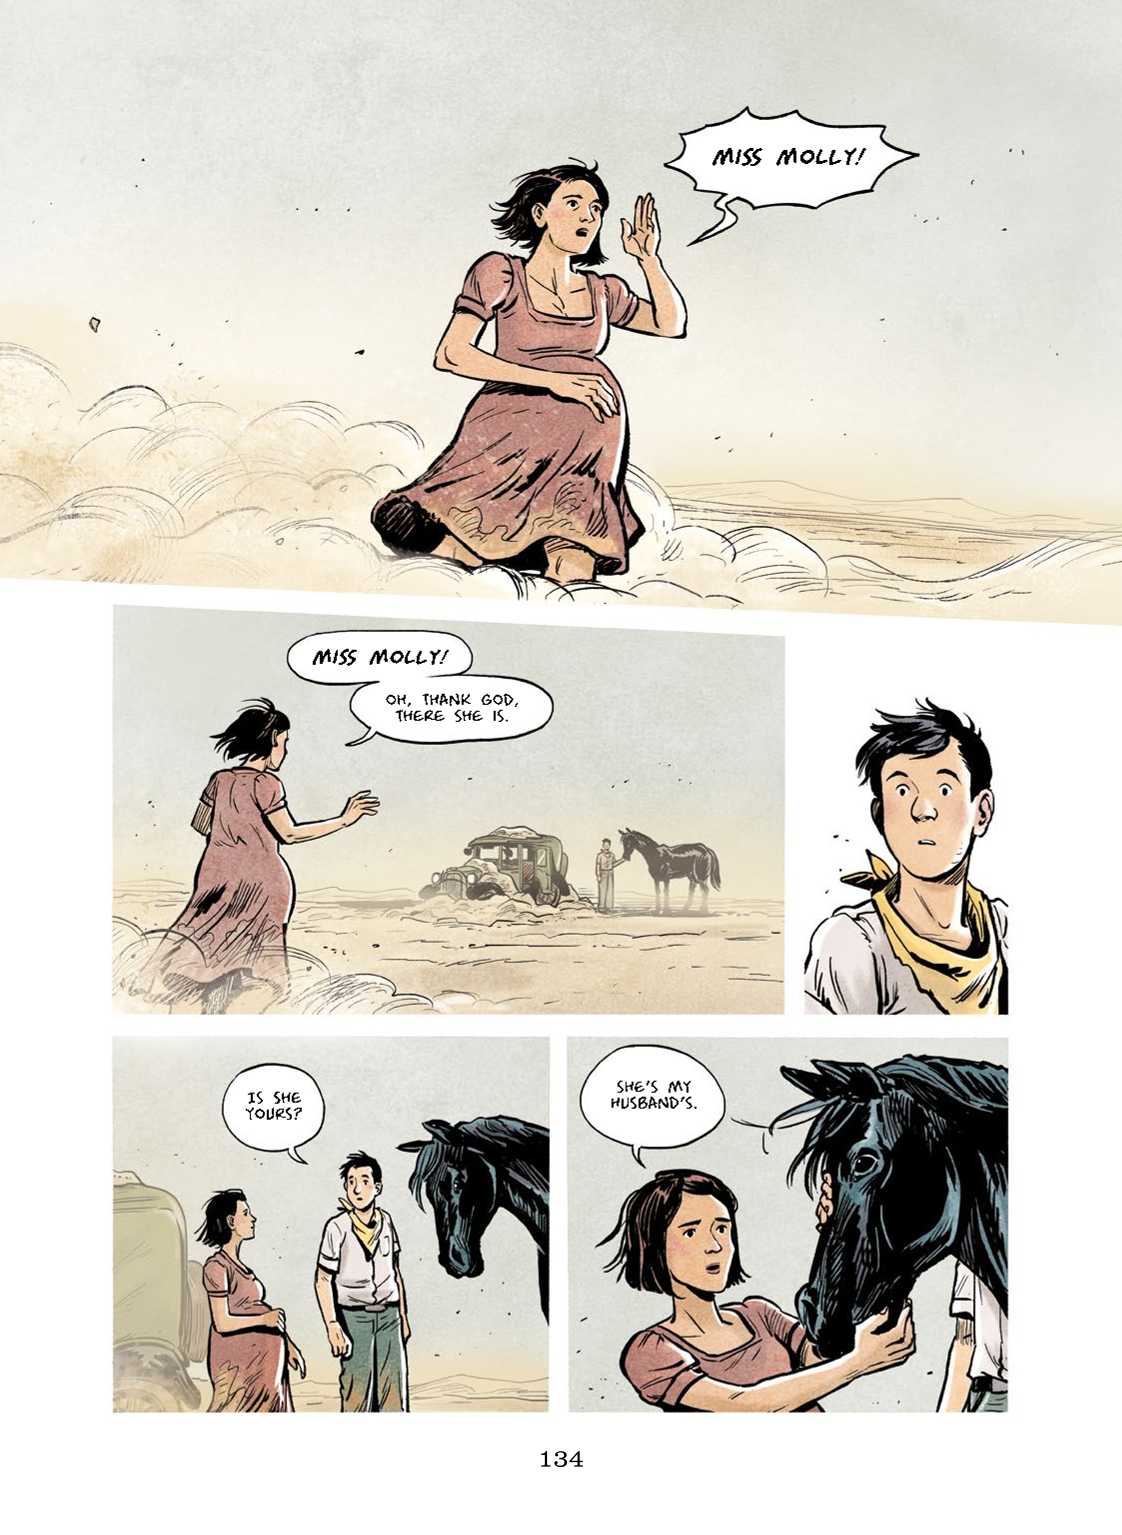 MISS MOLLY!
MISS MOLLY!
OH, THANK GOD,
THERE SHE IS.
IS SHE
YOURS?
SHE'S MY
HUSBAND'S.
134